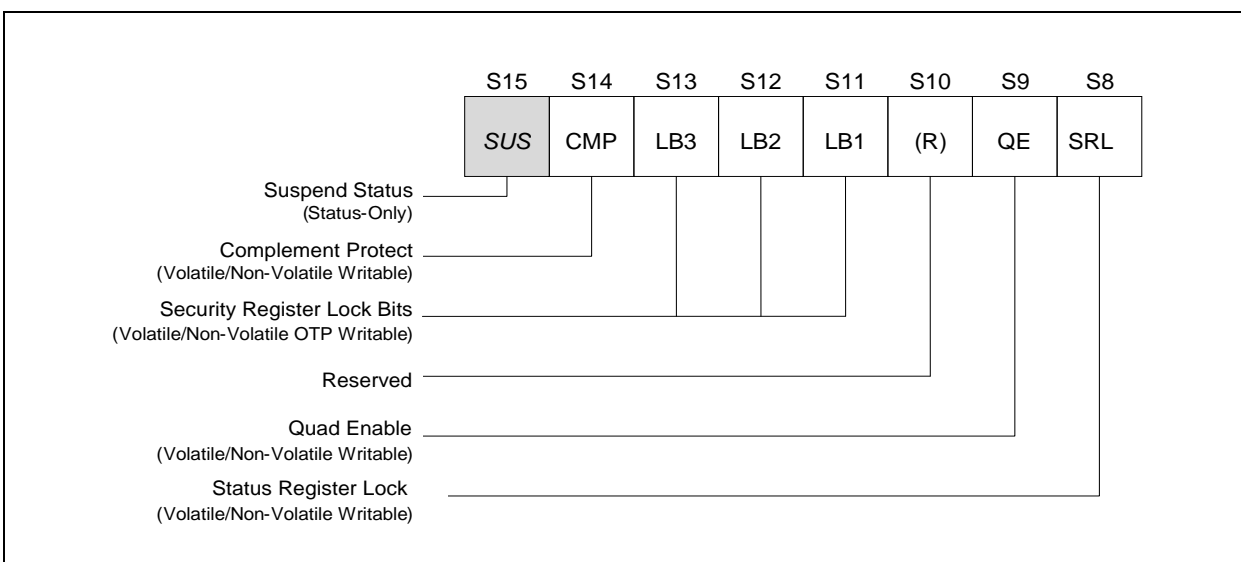 S15 S14 S13 S12 S11 S10 S9 S8
SUS CMP LB3 LB2 LB1 (R) QE SRL
Suspend Status
(Status-Only)
Complement Protect
(Volatile/Non-Volatile Writable)
Security Register Lock Bits
(Volatile/Non-Volatile OTP Writable)
Reserved
Quad Enable
(Volatile/Non-Volatile Writable)
Status Register Lock
(Volatile/Non-Volatile Writable)